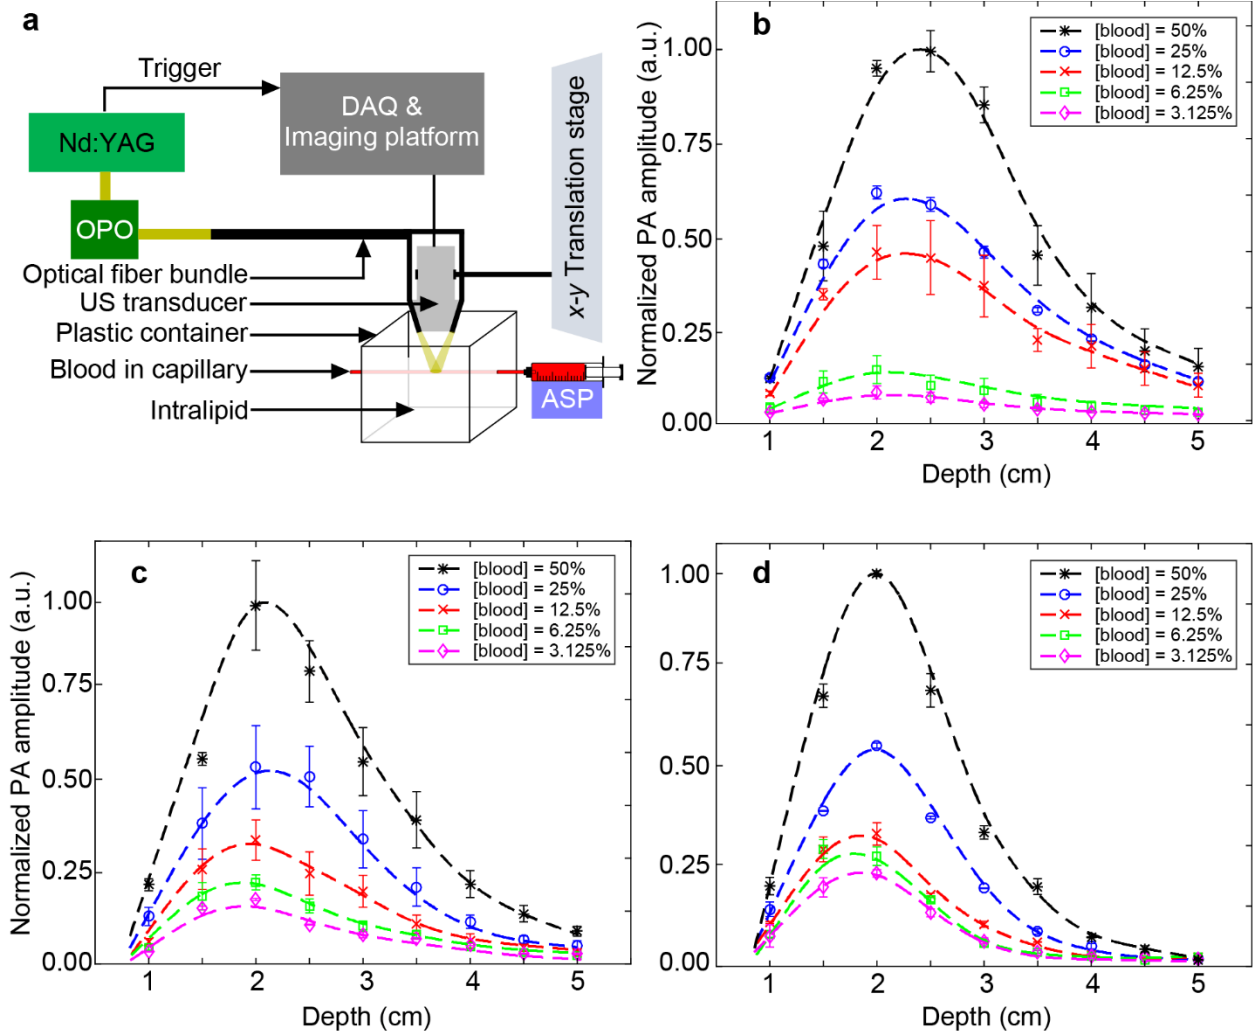 a
Trigger
DAQ &
Imaging platform
Nd:YAG
OPO
Optical fiber bundle
US transducer
Plastic container
Blood in capillary
Intralipid
ASP
x-y Translation stage
b
[blood] = 50%
[blood] = 25%
[blood] = 12.5%
[blood] = 6.25%
[blood] = 3.125%
Normalized PA amplitude (a.u.)
1.00
0.75
0.50
0.25
0.00
1 2 3 4 5
Depth (cm)
c
[blood] = 50%
[blood] = 25%
[blood] = 12.5%
[blood] = 6.25%
[blood] = 3.125%
Normalized PA amplitude (a.u.)
1.00
0.75
0.50
0.25
0.00
1 2 3 4 5
Depth (cm)
d
[blood] = 50%
[blood] = 25%
[blood] = 12.5%
[blood] = 6.25%
[blood] = 3.125%
Normalized PA amplitude (a.u.)
1.00
0.75
0.50
0.25
0.00
1 2 3 4 5
Depth (cm)